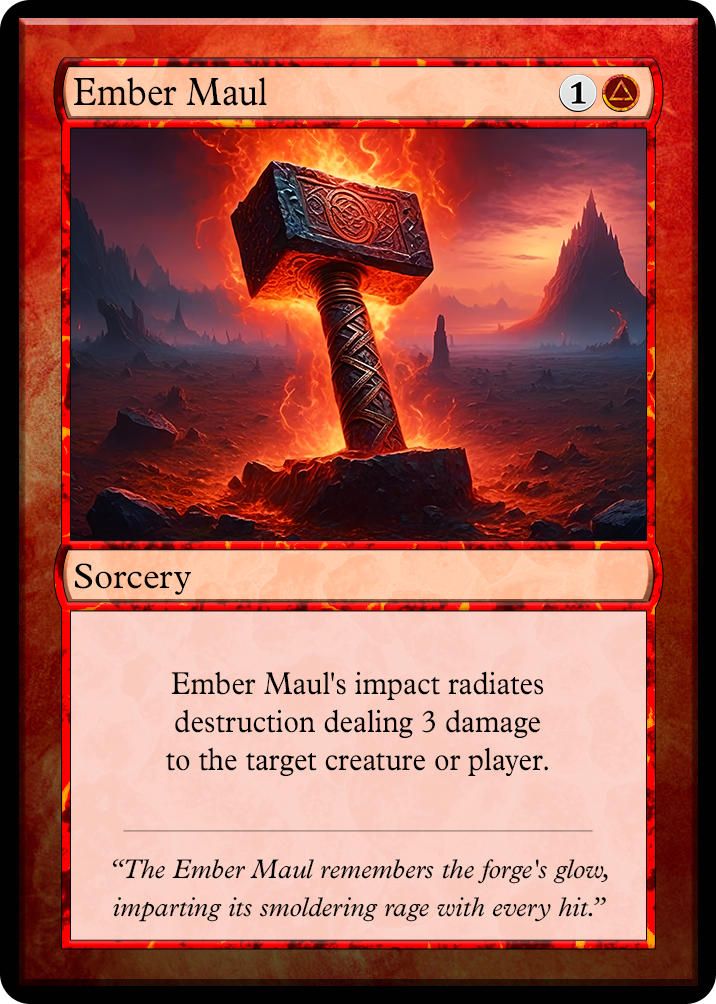 Ember Maul 1
Sorcery
Ember Maul's impact radiates
destruction dealing 3 damage
to the target creature or player.
“The Ember Maul remembers the forge's glow,
imparting its smoldering rage with every hit.”